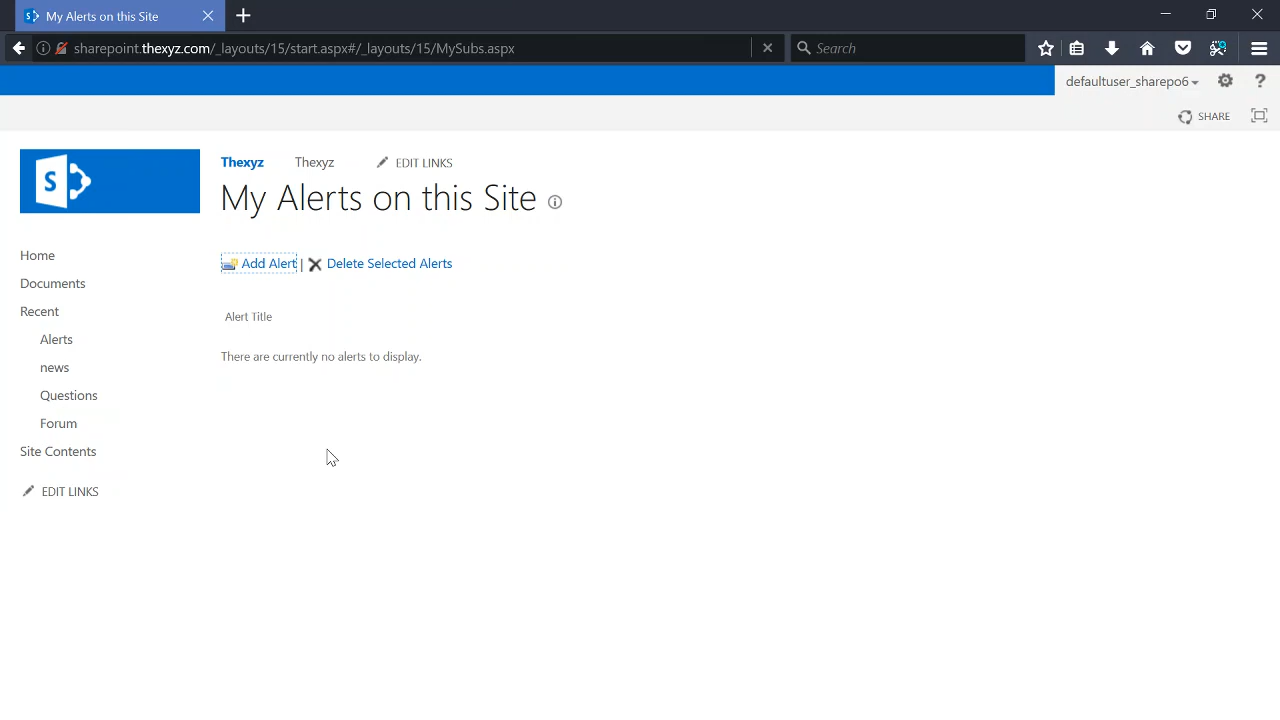 My Alerts on this Site
sharepoint.thexyz.com/_layouts/15/start.aspx#/_layouts/15/MySubs.aspx
Search
defaultuser_sharepo6
SHARE
S
Thexyz Thexyz EDIT LINKS
My Alerts on this Site
Add Alert | Delete Selected Alerts
Alert Title
There are currently no alerts to display.
Home
Documents
Recent
Alerts
news
Questions
Forum
Site Contents
EDIT LINKS